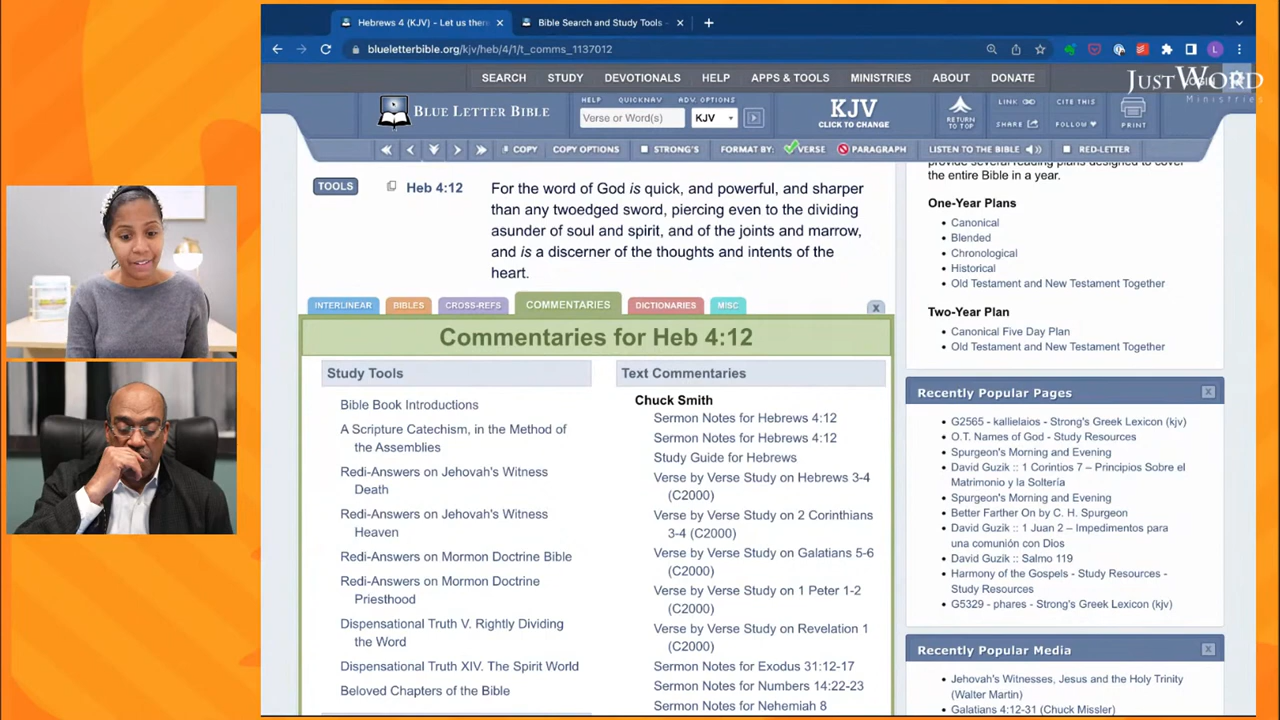 Hebrews 4 (KJV) - Let us there
Bible Search and Study Tools -
blueletterbible.org/kjv/heb/4/1/t_comms_1137012
L
SEARCH STUDY DEVOTIONALS HELP APPS & TOOLS MINISTRIES ABOUT DONATE
JUSTWORD
Ministries
BLUE LETTER BIBLE
HELP QUICKNAV ADV. OPTIONS
Verse or Word(s) KJV
KJV
CLICK TO CHANGE
RETURN TO TOP
LINK CITE THIS
SHARE FOLLOW PRINT
COPY COPY OPTIONS STRONG'S FORMAT BY: VERSE PARAGRAPH LISTEN TO THE BIBLE RED-LETTER
TOOLS Heb 4:12 For the word of God is quick, and powerful, and sharper
than any twoedged sword, piercing even to the dividing
asunder of soul and spirit, and of the joints and marrow,
and is a discerner of the thoughts and intents of the
heart.
INTERLINEAR BIBLES CROSS-REFS COMMENTARIES DICTIONARIES MISC X
Commentaries for Heb 4:12
Study Tools
Bible Book Introductions
A Scripture Catechism, in the Method of
the Assemblies
Redi-Answers on Jehovah's Witness
Death
Redi-Answers on Jehovah's Witness
Heaven
Redi-Answers on Mormon Doctrine Bible
Redi-Answers on Mormon Doctrine
Priesthood
Dispensational Truth V. Rightly Dividing
the Word
Dispensational Truth XIV. The Spirit World
Beloved Chapters of the Bible
Text Commentaries
Chuck Smith
Sermon Notes for Hebrews 4:12
Sermon Notes for Hebrews 4:12
Study Guide for Hebrews
Verse by Verse Study on Hebrews 3-4
(C2000)
Verse by Verse Study on 2 Corinthians
3-4 (C2000)
Verse by Verse Study on Galatians 5-6
(C2000)
Verse by Verse Study on 1 Peter 1-2
(C2000)
Verse by Verse Study on Revelation 1
(C2000)
Sermon Notes for Exodus 31:12-17
Sermon Notes for Numbers 14:22-23
Sermon Notes for Nehemiah 8
provide several reading plans designed to cover
the entire Bible in a year.
One-Year Plans
Canonical
Blended
Chronological
Historical
Old Testament and New Testament Together
Two-Year Plan
Canonical Five Day Plan
Old Testament and New Testament Together
Recently Popular Pages
G2565 - kallielaios - Strong's Greek Lexicon (kjv)
O.T. Names of God - Study Resources
Spurgeon's Morning and Evening
David Guzik :: 1 Corintios 7 – Principios Sobre el
Matrimonio y la Soltería
Spurgeon's Morning and Evening
Better Farther On by C. H. Spurgeon
David Guzik :: 1 Juan 2 – Impedimentos para
una comunión con Dios
David Guzik :: Salmo 119
Harmony of the Gospels - Study Resources -
Study Resources
G5329 - phares - Strong's Greek Lexicon (kjv)
Recently Popular Media
Jehovah's Witnesses, Jesus and the Holy Trinity
(Walter Martin)
Galatians 4:12-31 (Chuck Missler)